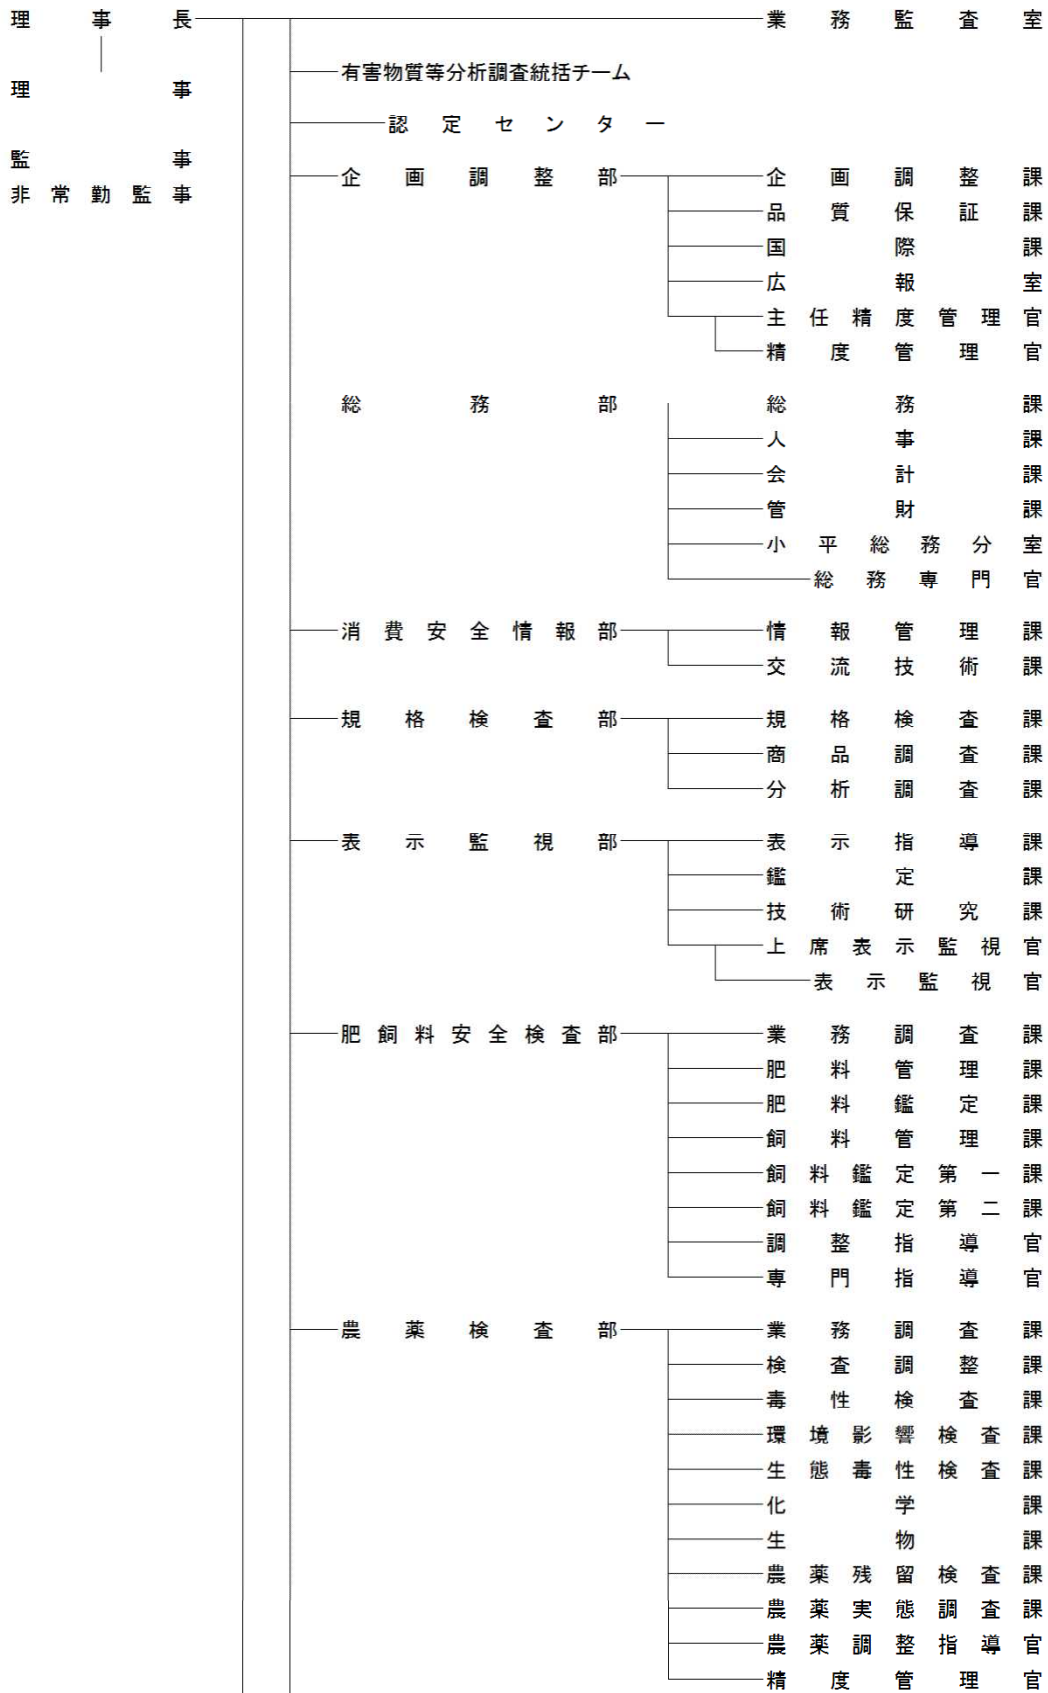 理事長 業務監査室
有害物質等分析調査統括チーム
理事
認定センター
監事
企画調整部 企画調整課
非常勤監事
品質保証課
国際課
広報室
主任精度管理官
精度管理官
総務部 総務課
人事課
会計課
管財課
小平総務分室
総務専門官
消費安全情報部 情報管理課
交流技術課
規格検査部 規格検査課
商品調査課
分析調査課
表示監視部 表示指導課
鑑定課
技術研究課
上席表示監視官
表示監視官
肥飼料安全検査部 業務調査課
肥料管理課
肥料鑑定課
飼料管理課
飼料鑑定第一課
飼料鑑定第二課
調整指導官
専門指導官
農薬検査部 業務調査課
検査調整課
毒性検査課
環境影響検査課
生態毒性検査課
化学課
生物課
農薬残留検査課
農薬実態調査課
農薬調整指導官
精度管理官